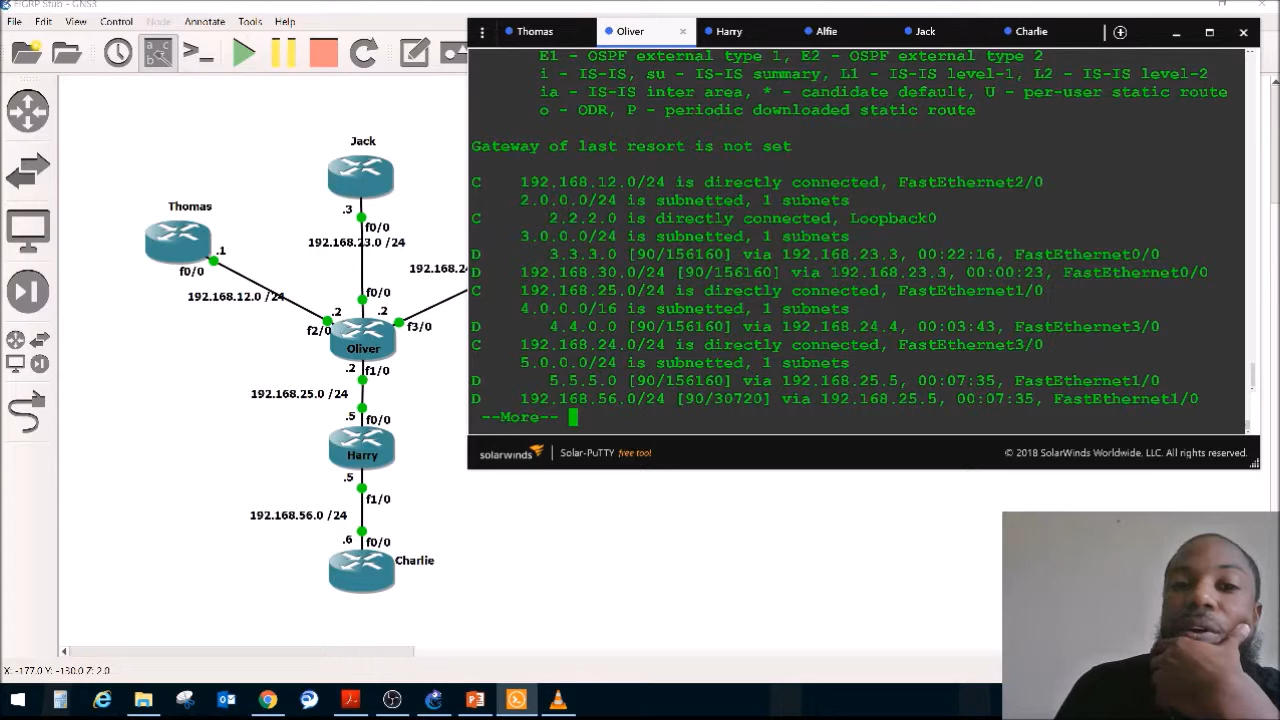 EIGRP Stub - GNS3
File Edit View Control Node Annotate Tools Help
Thomas Oliver × Harry Alfie Jack Charlie
E1 - OSPF external type 1, E2 - OSPF external type 2
i - IS-IS, su - IS-IS summary, L1 - IS-IS level-1, L2 - IS-IS level-2
ia - IS-IS inter area, * - candidate default, U - per-user static route
o - ODR, P - periodic downloaded static route
Gateway of last resort is not set
C 192.168.12.0/24 is directly connected, FastEthernet2/0
2.0.0.0/24 is subnetted, 1 subnets
C 2.2.2.0 is directly connected, Loopback0
3.0.0.0/24 is subnetted, 1 subnets
D 3.3.3.0 [90/156160] via 192.168.23.3, 00:22:16, FastEthernet0/0
D 192.168.30.0/24 [90/156160] via 192.168.23.3, 00:00:23, FastEthernet0/0
C 192.168.25.0/24 is directly connected, FastEthernet1/0
4.0.0.0/16 is subnetted, 1 subnets
D 4.4.0.0 [90/156160] via 192.168.24.4, 00:03:43, FastEthernet3/0
C 192.168.24.0/24 is directly connected, FastEthernet3/0
5.0.0.0/24 is subnetted, 1 subnets
D 5.5.5.0 [90/156160] via 192.168.25.5, 00:07:35, FastEthernet1/0
D 192.168.56.0/24 [90/30720] via 192.168.25.5, 00:07:35, FastEthernet1/0
--More--
solarwinds Solar-PuTTY free tool © 2018 SolarWinds Worldwide, LLC. All rights reserved.
Jack
.3
f0/0
192.168.23.0 /24
Thomas
.1
f0/0
192.168.12.0 /24
192.168.24
f0/0
.2
.2
f2/0
f3/0
Oliver
.2
f1/0
192.168.25.0 /24
.5
f0/0
Harry
.5
f1/0
192.168.56.0 /24
.6
f0/0
Charlie
X: -177.0 Y: -130.0 Z: 2.0